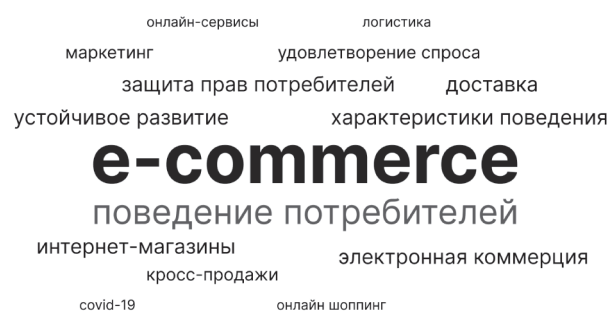 онлайн-сервисы логистика
маркетинг удовлетворение спроса
защита прав потребителей доставка
устойчивое развитие характеристики поведения
e-commerce
поведение потребителей
интернет-магазины
электронная коммерция
кросс-продажи
covid-19 онлайн шоппинг